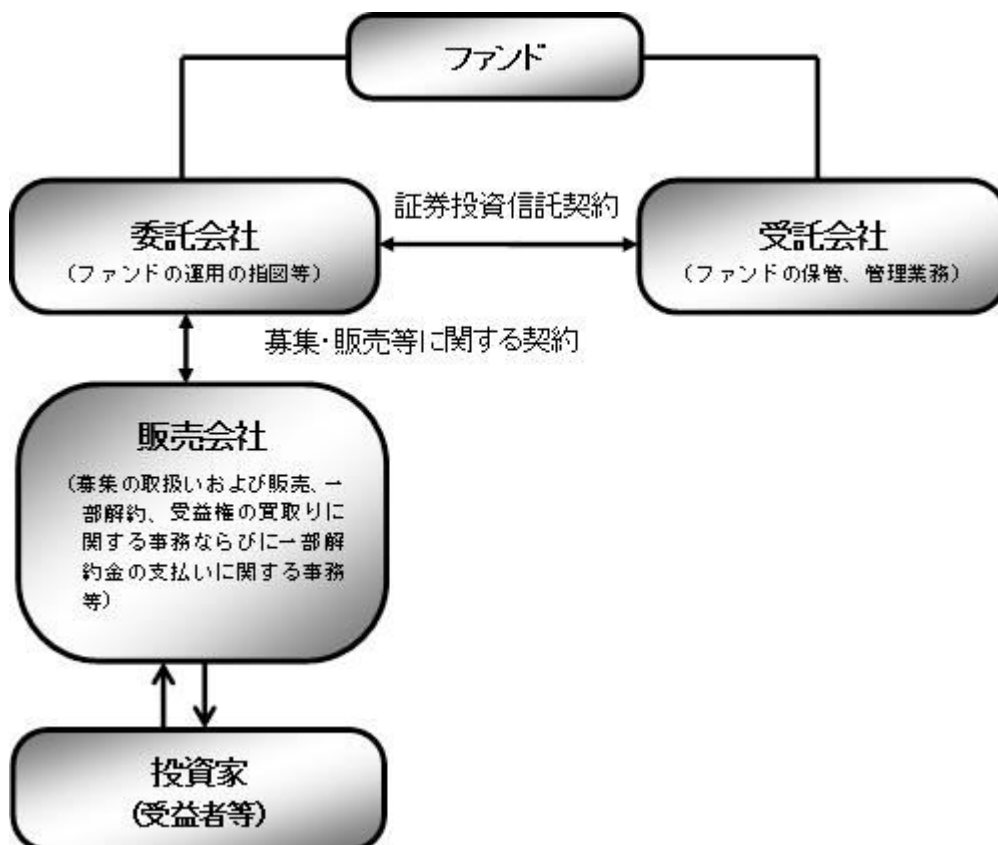 ファンド
証券投資信託契約
委託会社
(ファンドの運用の指図等)
受託会社
(ファンドの保管、管理業務)
募集・販売等に関する契約
販売会社
(募集の取扱いおよび販売、一
部解約、受益権の買取りに
関する事務ならびに一部解
約金の支払いに関する事務
等)
投資家
(受益者等)